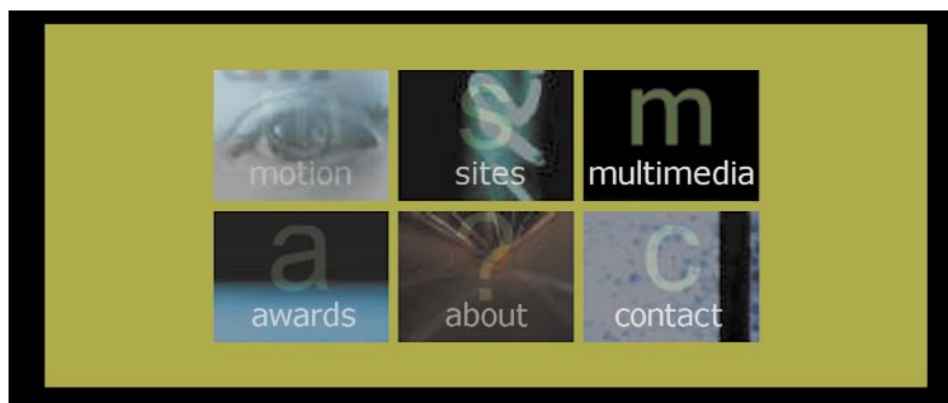 m
motion
s
sites
m
multimedia
a
awards
?
about
c
contact